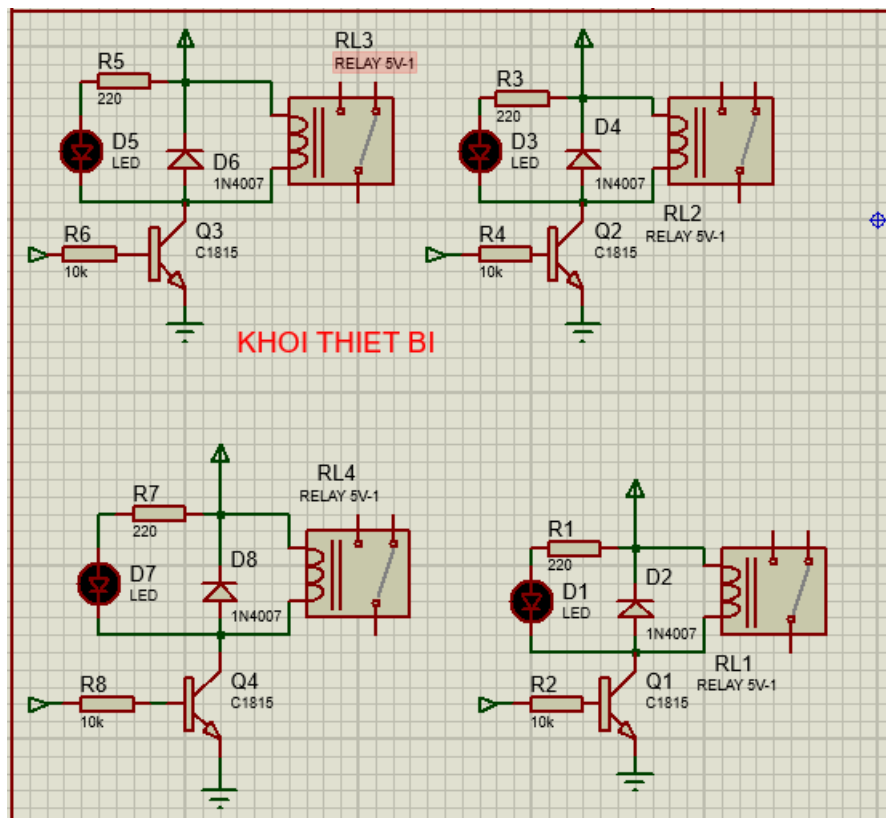 RL3
R5
RELAY 5V-1
220
D5
LED
D6
1N4007
R6
10k
Q3
C1815
R3
220
D4
D3
LED
1N4007
RL2
RELAY 5V-1
R4
10k
Q2
C1815
KHOI THIET BI
RL4
RELAY 5V-1
R7
220
D8
D7
LED
1N4007
R8
10k
Q4
C1815
R1
220
D2
D1
LED
1N4007
RL1
RELAY 5V-1
R2
10k
Q1
C1815